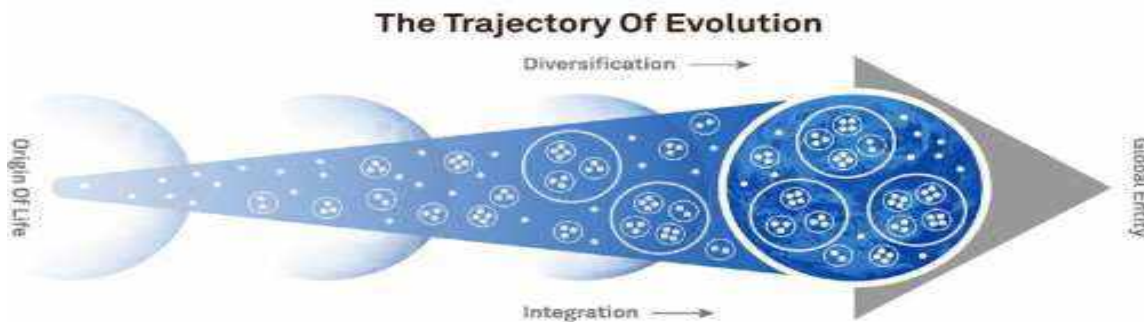 The Trajectory Of Evolution
Diversification
Origin Of Life
Global Entity
Integration